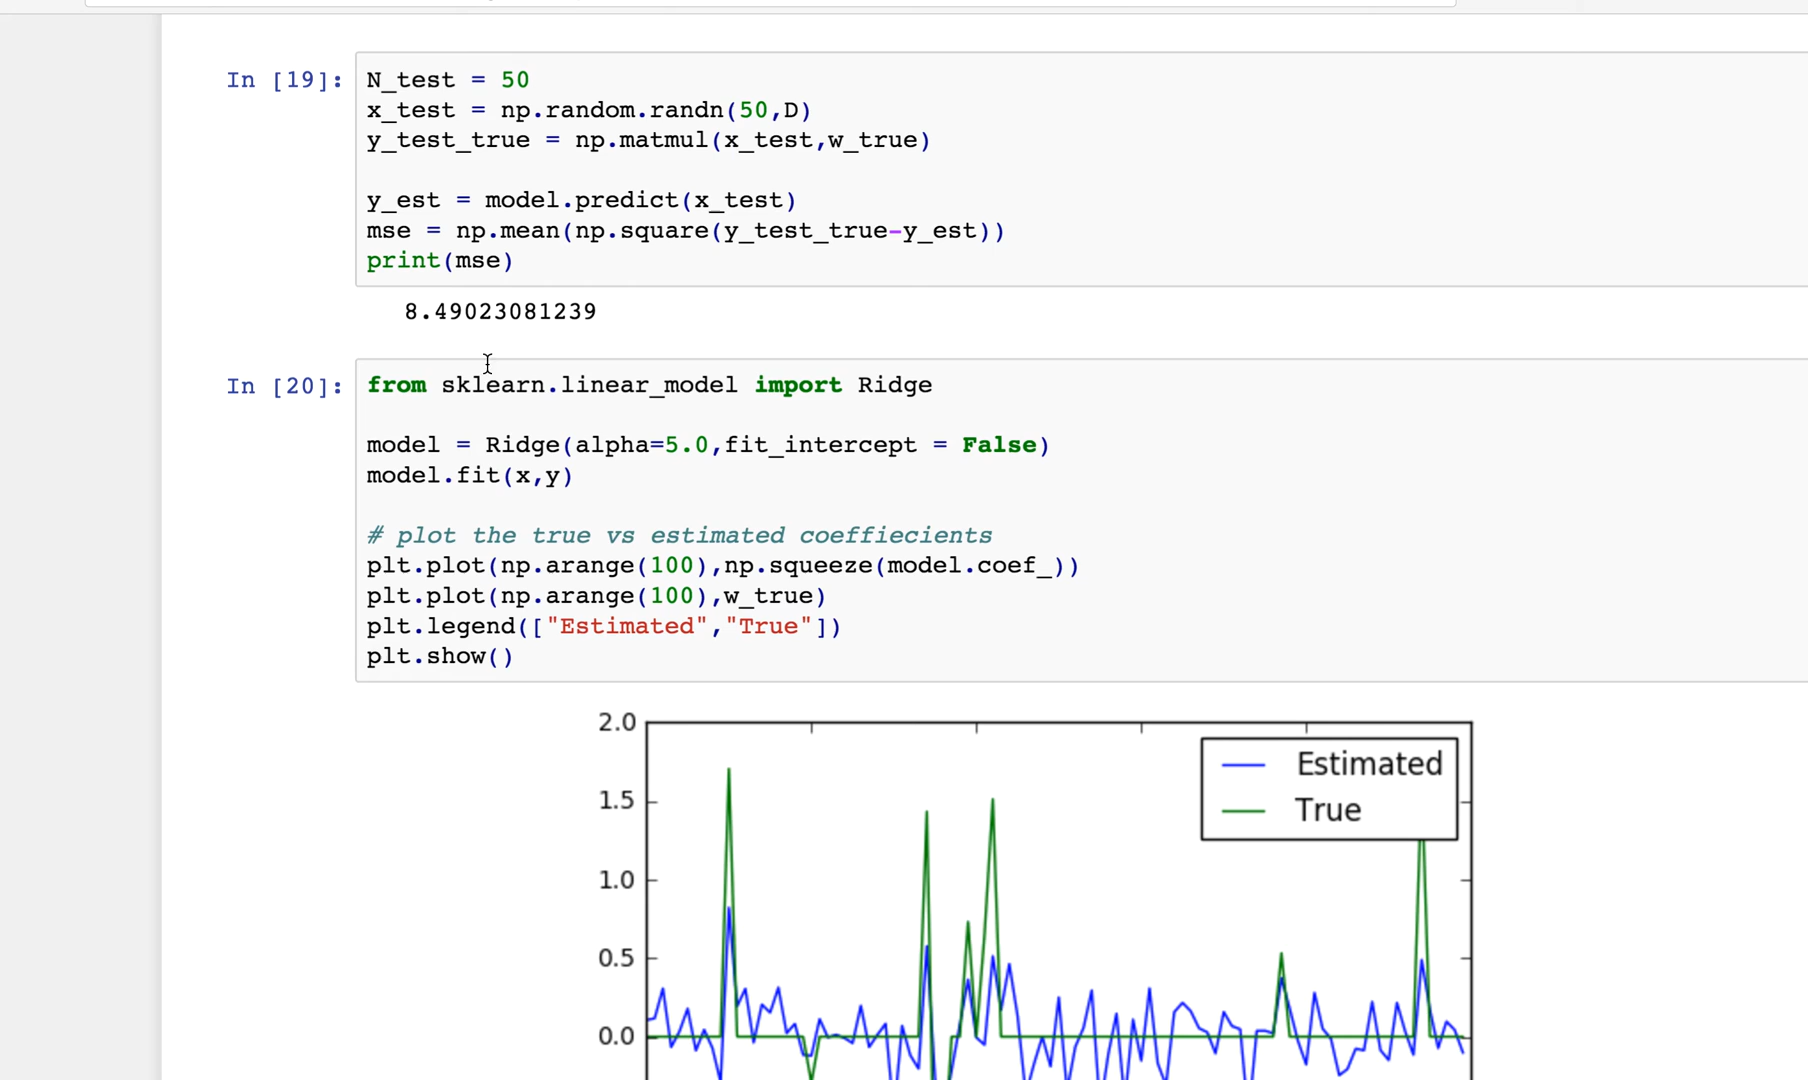 In [19]:
N_test = 50
x_test = np.random.randn(50,D)
y_test_true = np.matmul(x_test,w_true)
y_est = model.predict(x_test)
mse = np.mean(np.square(y_test_true-y_est))
print(mse)
8.49023081239
In [20]:
from sklearn.linear_model import Ridge
model = Ridge(alpha=5.0,fit_intercept = False)
model.fit(x,y)
# plot the true vs estimated coeffiecients
plt.plot(np.arange(100),np.squeeze(model.coef_))
plt.plot(np.arange(100),w_true)
plt.legend(["Estimated","True"])
plt.show()
2.0
Estimated
1.5
True
1.0
0.5
0.0